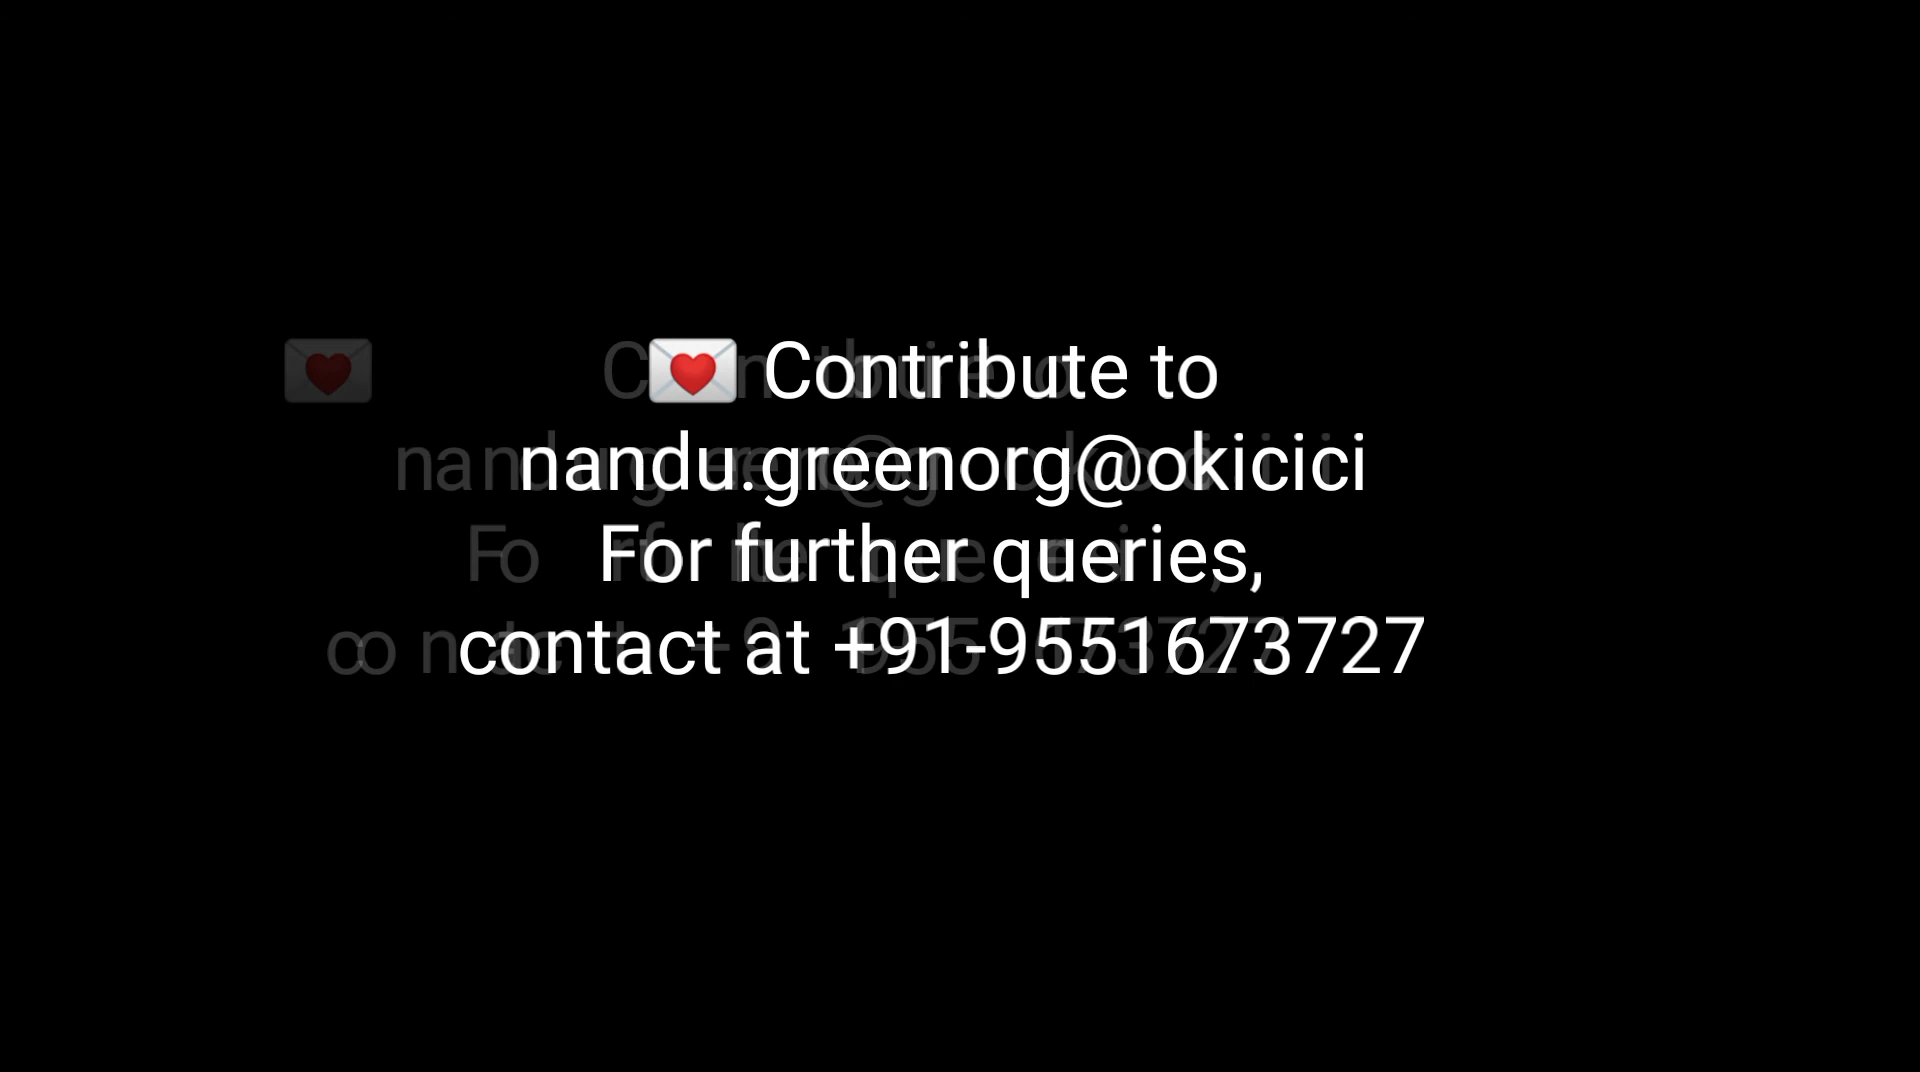 💌 Contribute to
nandu.greenorg@okicici
For further queries,
contact at +91-9551673727